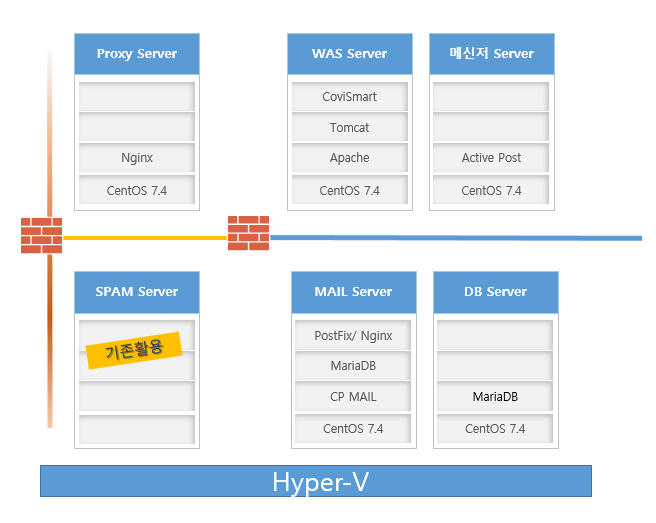 Proxy Server
Nginx
CentOS 7.4
WAS Server
CoviSmart
Tomcat
Apache
CentOS 7.4
메신저 Server
Active Post
CentOS 7.4
SPAM Server
기존활용
MAIL Server
PostFix/ Nginx
MariaDB
CP MAIL
CentOS 7.4
DB Server
MariaDB
CentOS 7.4
Hyper-V